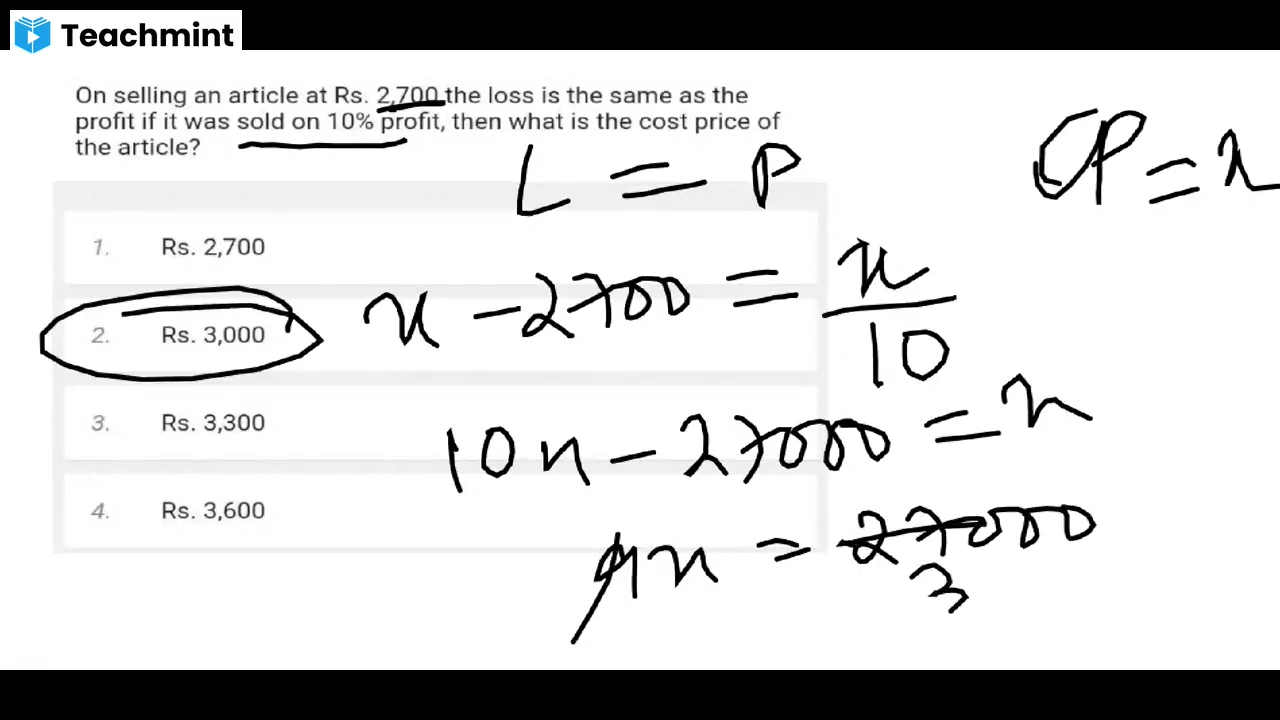 Teachmint
On selling an article at Rs. 2,700 the loss is the same as the
profit if it was sold on 10% profit, then what is the cost price of
the article?
L = P
CP = x
1. Rs. 2,700
x - 2700 = x/10
2. Rs. 3,000
3. Rs. 3,300
10x - 27000 = x
4. Rs. 3,600
9x = 27000
3